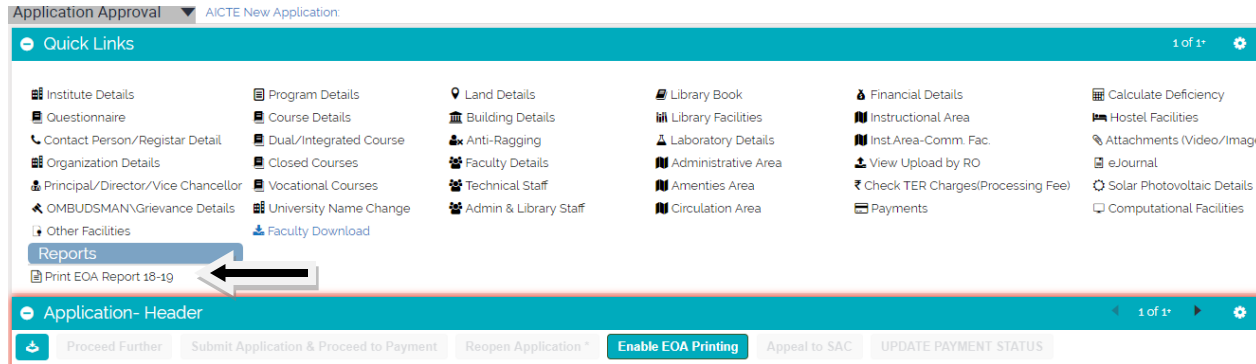 Application Approval AICTE New Application:
Quick Links 1 of 1+
Institute Details Program Details Land Details Library Book Financial Details Calculate Deficiency
Questionnaire Course Details Building Details Library Facilities Instructional Area Hostel Facilities
Contact Person/Registar Detail Dual/Integrated Course Anti-Ragging Laboratory Details Inst.Area-Comm. Fac. Attachments (Video/Image
Organization Details Closed Courses Faculty Details Administrative Area View Upload by RO eJournal
Principal/Director/Vice Chancellor Vocational Courses Technical Staff Amenties Area ₹ Check TER Charges(Processing Fee) Solar Photovoltaic Details
OMBUDSMAN\Grievance Details University Name Change Admin & Library Staff Circulation Area Payments Computational Facilities
Other Facilities Faculty Download
Reports
Print EOA Report 18-19
Application- Header 1 of 1+
Proceed Further Submit Application & Proceed to Payment Reopen Application * Enable EOA Printing Appeal to SAC UPDATE PAYMENT STATUS